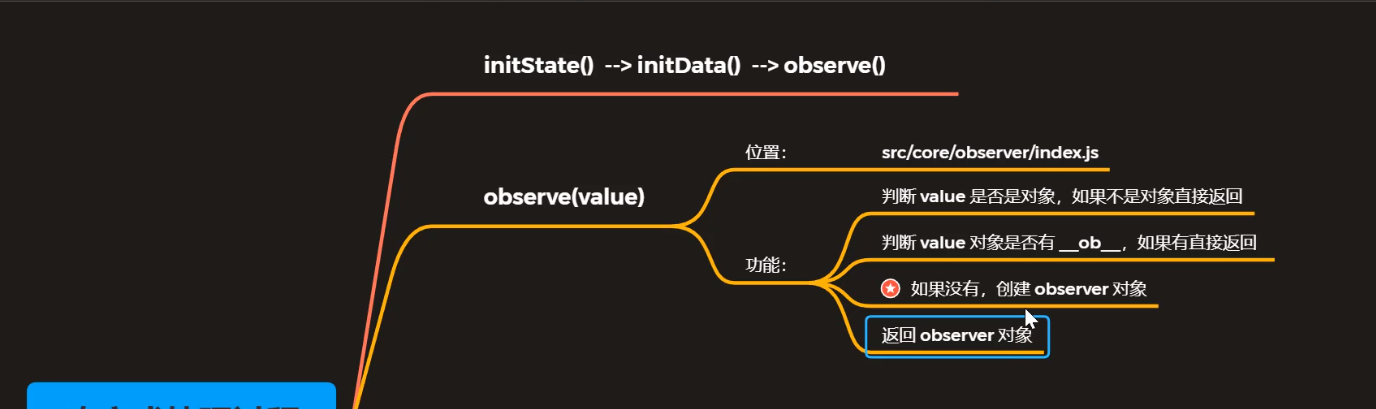 initState() --> initData() --> observe()
位置： src/core/observer/index.js
observe(value)
判断 value 是否是对象，如果不是对象直接返回
判断 value 对象是否有 __ob__，如果有直接返回
功能：
如果没有，创建 observer 对象
返回 observer 对象